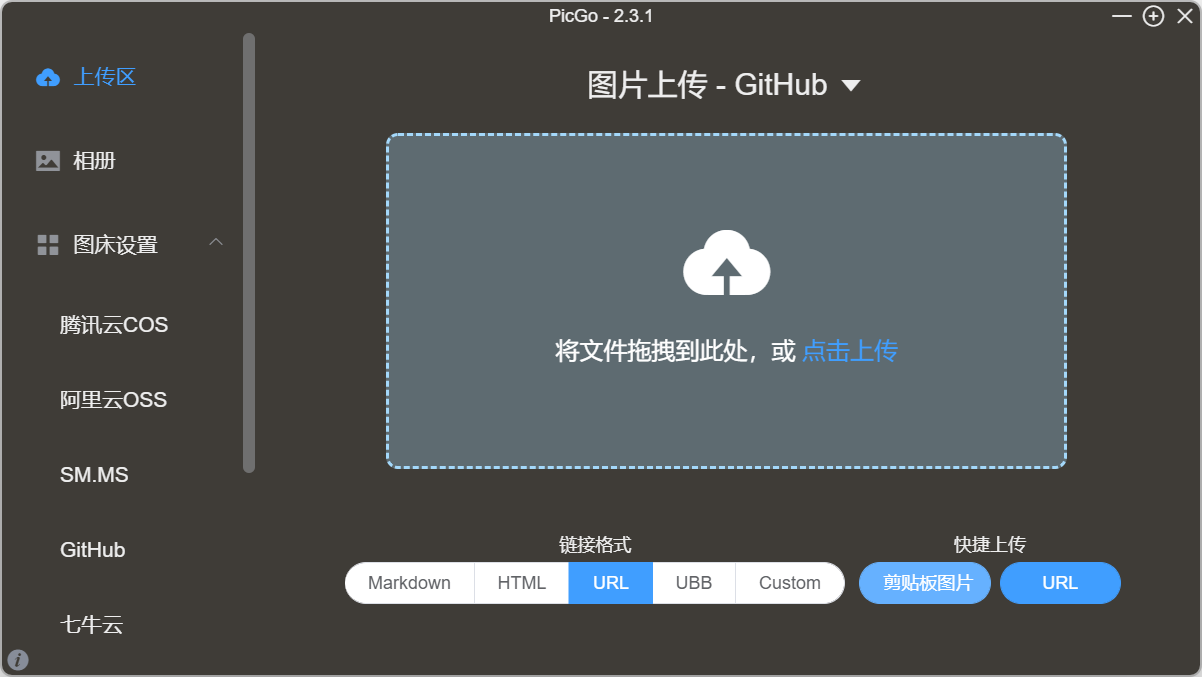 PicGo - 2.3.1
上传区
相册
图床设置
腾讯云COS
阿里云OSS
SM.MS
GitHub
七牛云
图片上传 - GitHub
将文件拖拽到此处，或 点击上传
链接格式
Markdown HTML URL UBB Custom
快捷上传
剪贴板图片 URL